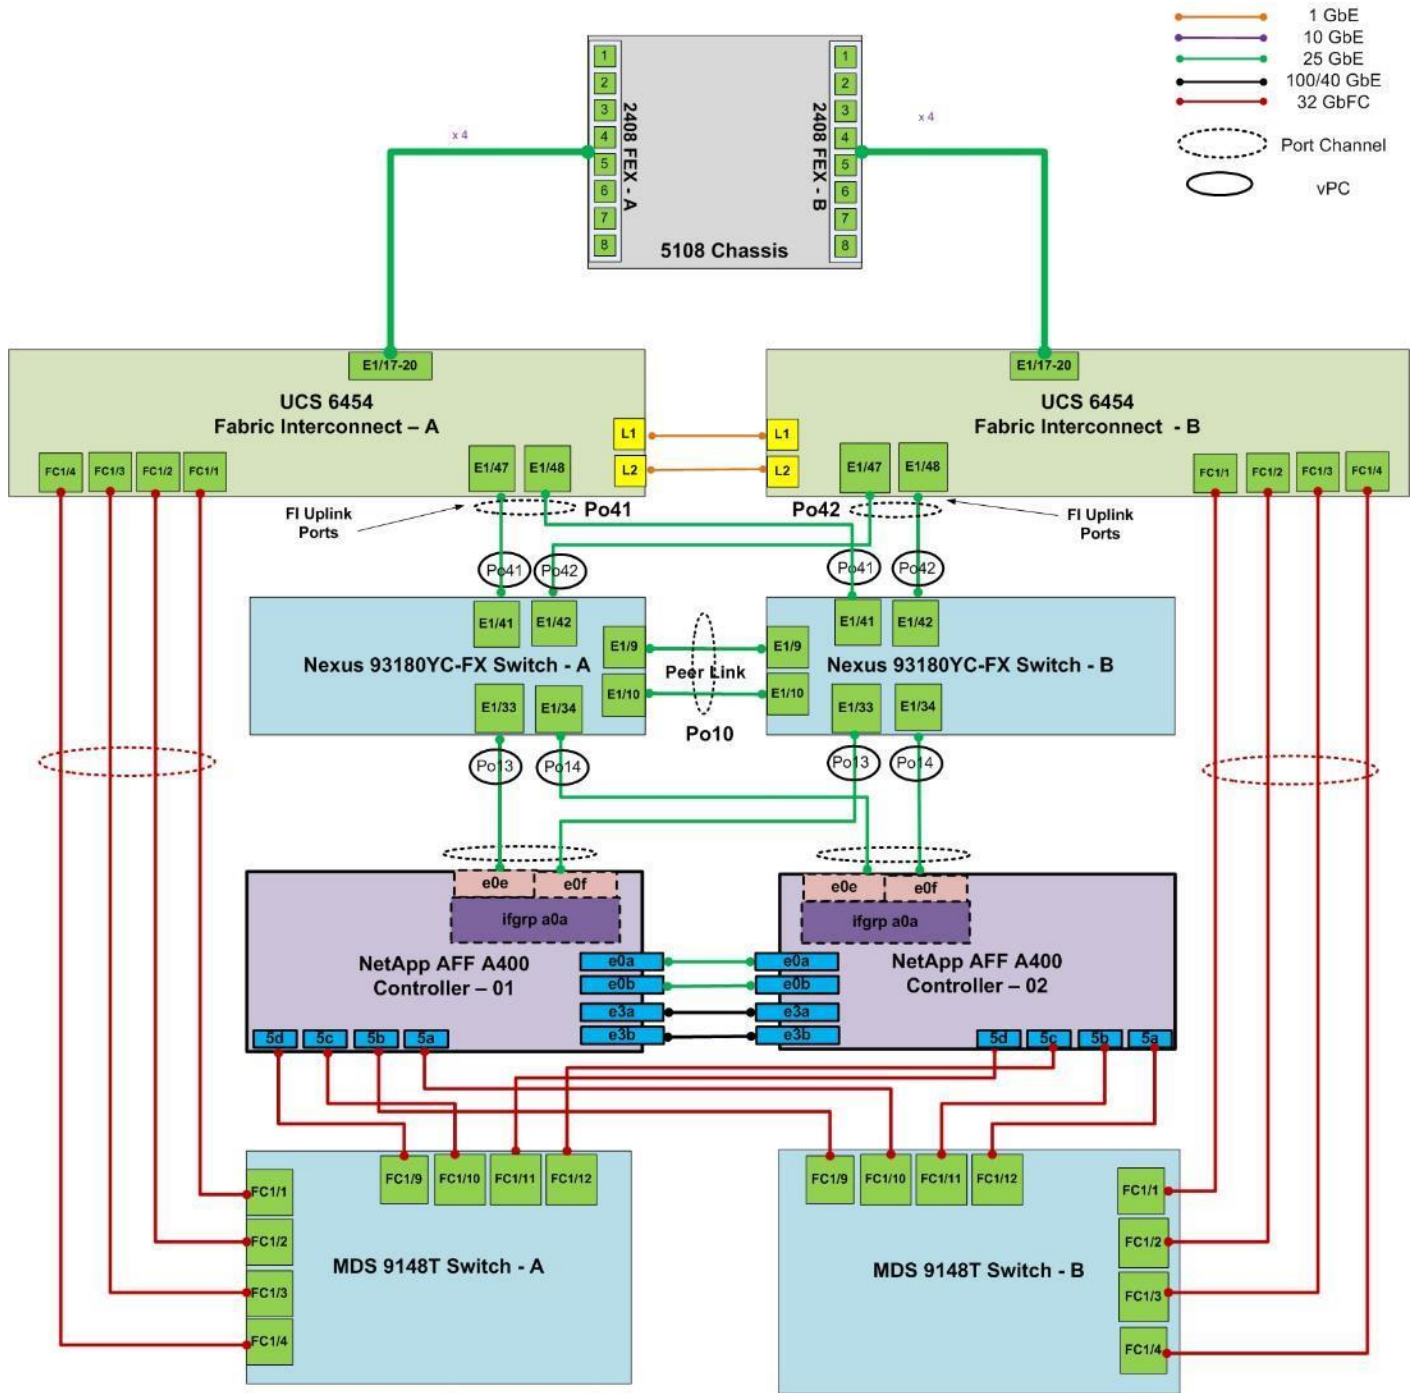 1 GbE
10 GbE
25 GbE
100/40 GbE
32 GbFC
Port Channel
vPC
1
2
3
4
5
6
7
8
2408 FEX - A
1
2
3
4
5
6
7
8
2408 FEX - B
5108 Chassis
x 4
x 4
E1/17-20
UCS 6454
Fabric Interconnect – A
L1
L2
FC1/4
FC1/3
FC1/2
FC1/1
E1/47
E1/48
E1/17-20
UCS 6454
Fabric Interconnect - B
L1
L2
E1/47
E1/48
FC1/1
FC1/2
FC1/3
FC1/4
FI Uplink
Ports
Po41
Po42
FI Uplink
Ports
Po41
Po42
Po41
Po42
E1/41
E1/42
E1/9
E1/10
Nexus 93180YC-FX Switch - A
E1/33
E1/34
Peer Link
Po10
E1/41
E1/42
E1/9
E1/10
Nexus 93180YC-FX Switch - B
E1/33
E1/34
Po13
Po14
Po13
Po14
e0e
e0f
ifgrp a0a
NetApp AFF A400
Controller – 01
e0a
e0b
e3a
e3b
5d
5c
5b
5a
e0e
e0f
ifgrp a0a
NetApp AFF A400
Controller – 02
e0a
e0b
e3a
e3b
5d
5c
5b
5a
FC1/9
FC1/10
FC1/11
FC1/12
FC1/1
FC1/2
FC1/3
FC1/4
MDS 9148T Switch - A
FC1/9
FC1/10
FC1/11
FC1/12
FC1/1
FC1/2
FC1/3
FC1/4
MDS 9148T Switch - B